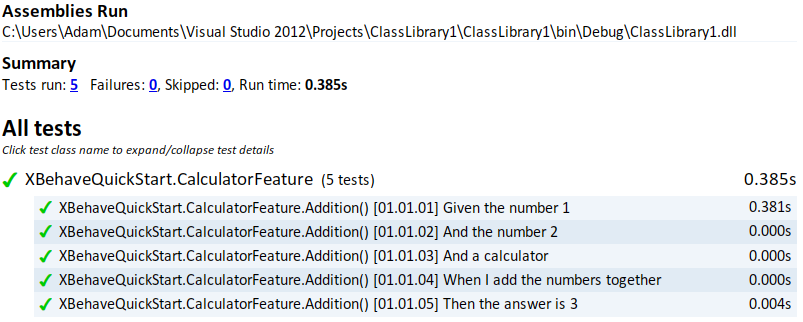 Assemblies Run
C:\Users\Adam\Documents\Visual Studio 2012\Projects\ClassLibrary1\ClassLibrary1\bin\Debug\ClassLibrary1.dll
Summary
Tests run: 5 Failures: 0, Skipped: 0, Run time: 0.385s
All tests
Click test class name to expand/collapse test details
XBehaveQuickStart.CalculatorFeature (5 tests) 0.385s
XBehaveQuickStart.CalculatorFeature.Addition() [01.01.01] Given the number 1 0.381s
XBehaveQuickStart.CalculatorFeature.Addition() [01.01.02] And the number 2 0.000s
XBehaveQuickStart.CalculatorFeature.Addition() [01.01.03] And a calculator 0.000s
XBehaveQuickStart.CalculatorFeature.Addition() [01.01.04] When I add the numbers together 0.000s
XBehaveQuickStart.CalculatorFeature.Addition() [01.01.05] Then the answer is 3 0.004s